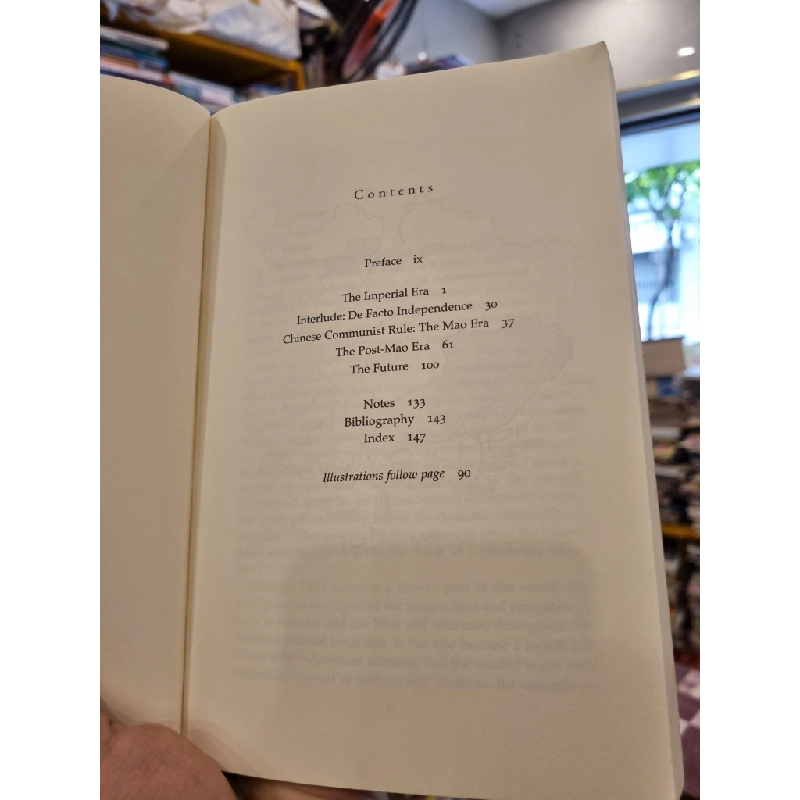 Contents
Preface ix
The Imperial Era 1
Interlude: De Facto Independence 30
Chinese Communist Rule: The Mao Era 37
The Post-Mao Era 61
The Future 100
Notes 133
Bibliography 143
Index 147
Illustrations follow page 90